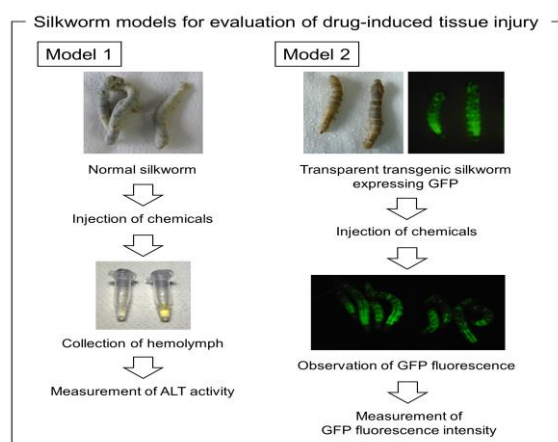 Silkworm models for evaluation of drug-induced tissue injury
Model 1
Normal silkworm
Injection of chemicals
Collection of hemolymph
Measurement of ALT activity
Model 2
Transparent transgenic silkworm
expressing GFP
Injection of chemicals
Observation of GFP fluorescence
Measurement of
GFP fluorescence intensity